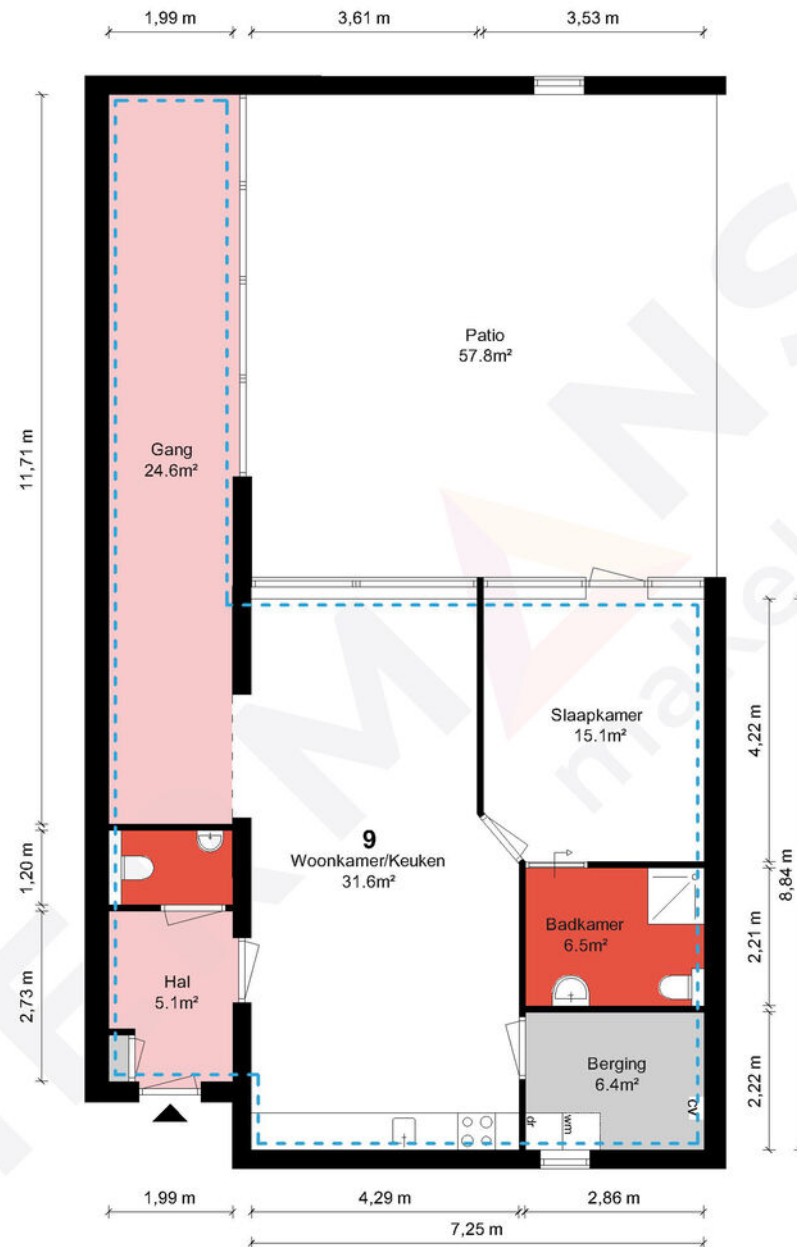 1,99 m
3,61 m
3,53 m
11,71 m
Patio
57.8m²
Gang
24.6m²
Slaapkamer
15.1m²
4,22 m
9
Woonkamer/Keuken
31.6m²
1,20 m
8,84 m
Badkamer
6.5m²
2,21 m
Hal
5.1m²
2,73 m
Berging
6.4m²
2,22 m
CV
dr
wm
1,99 m
4,29 m
2,86 m
7,25 m